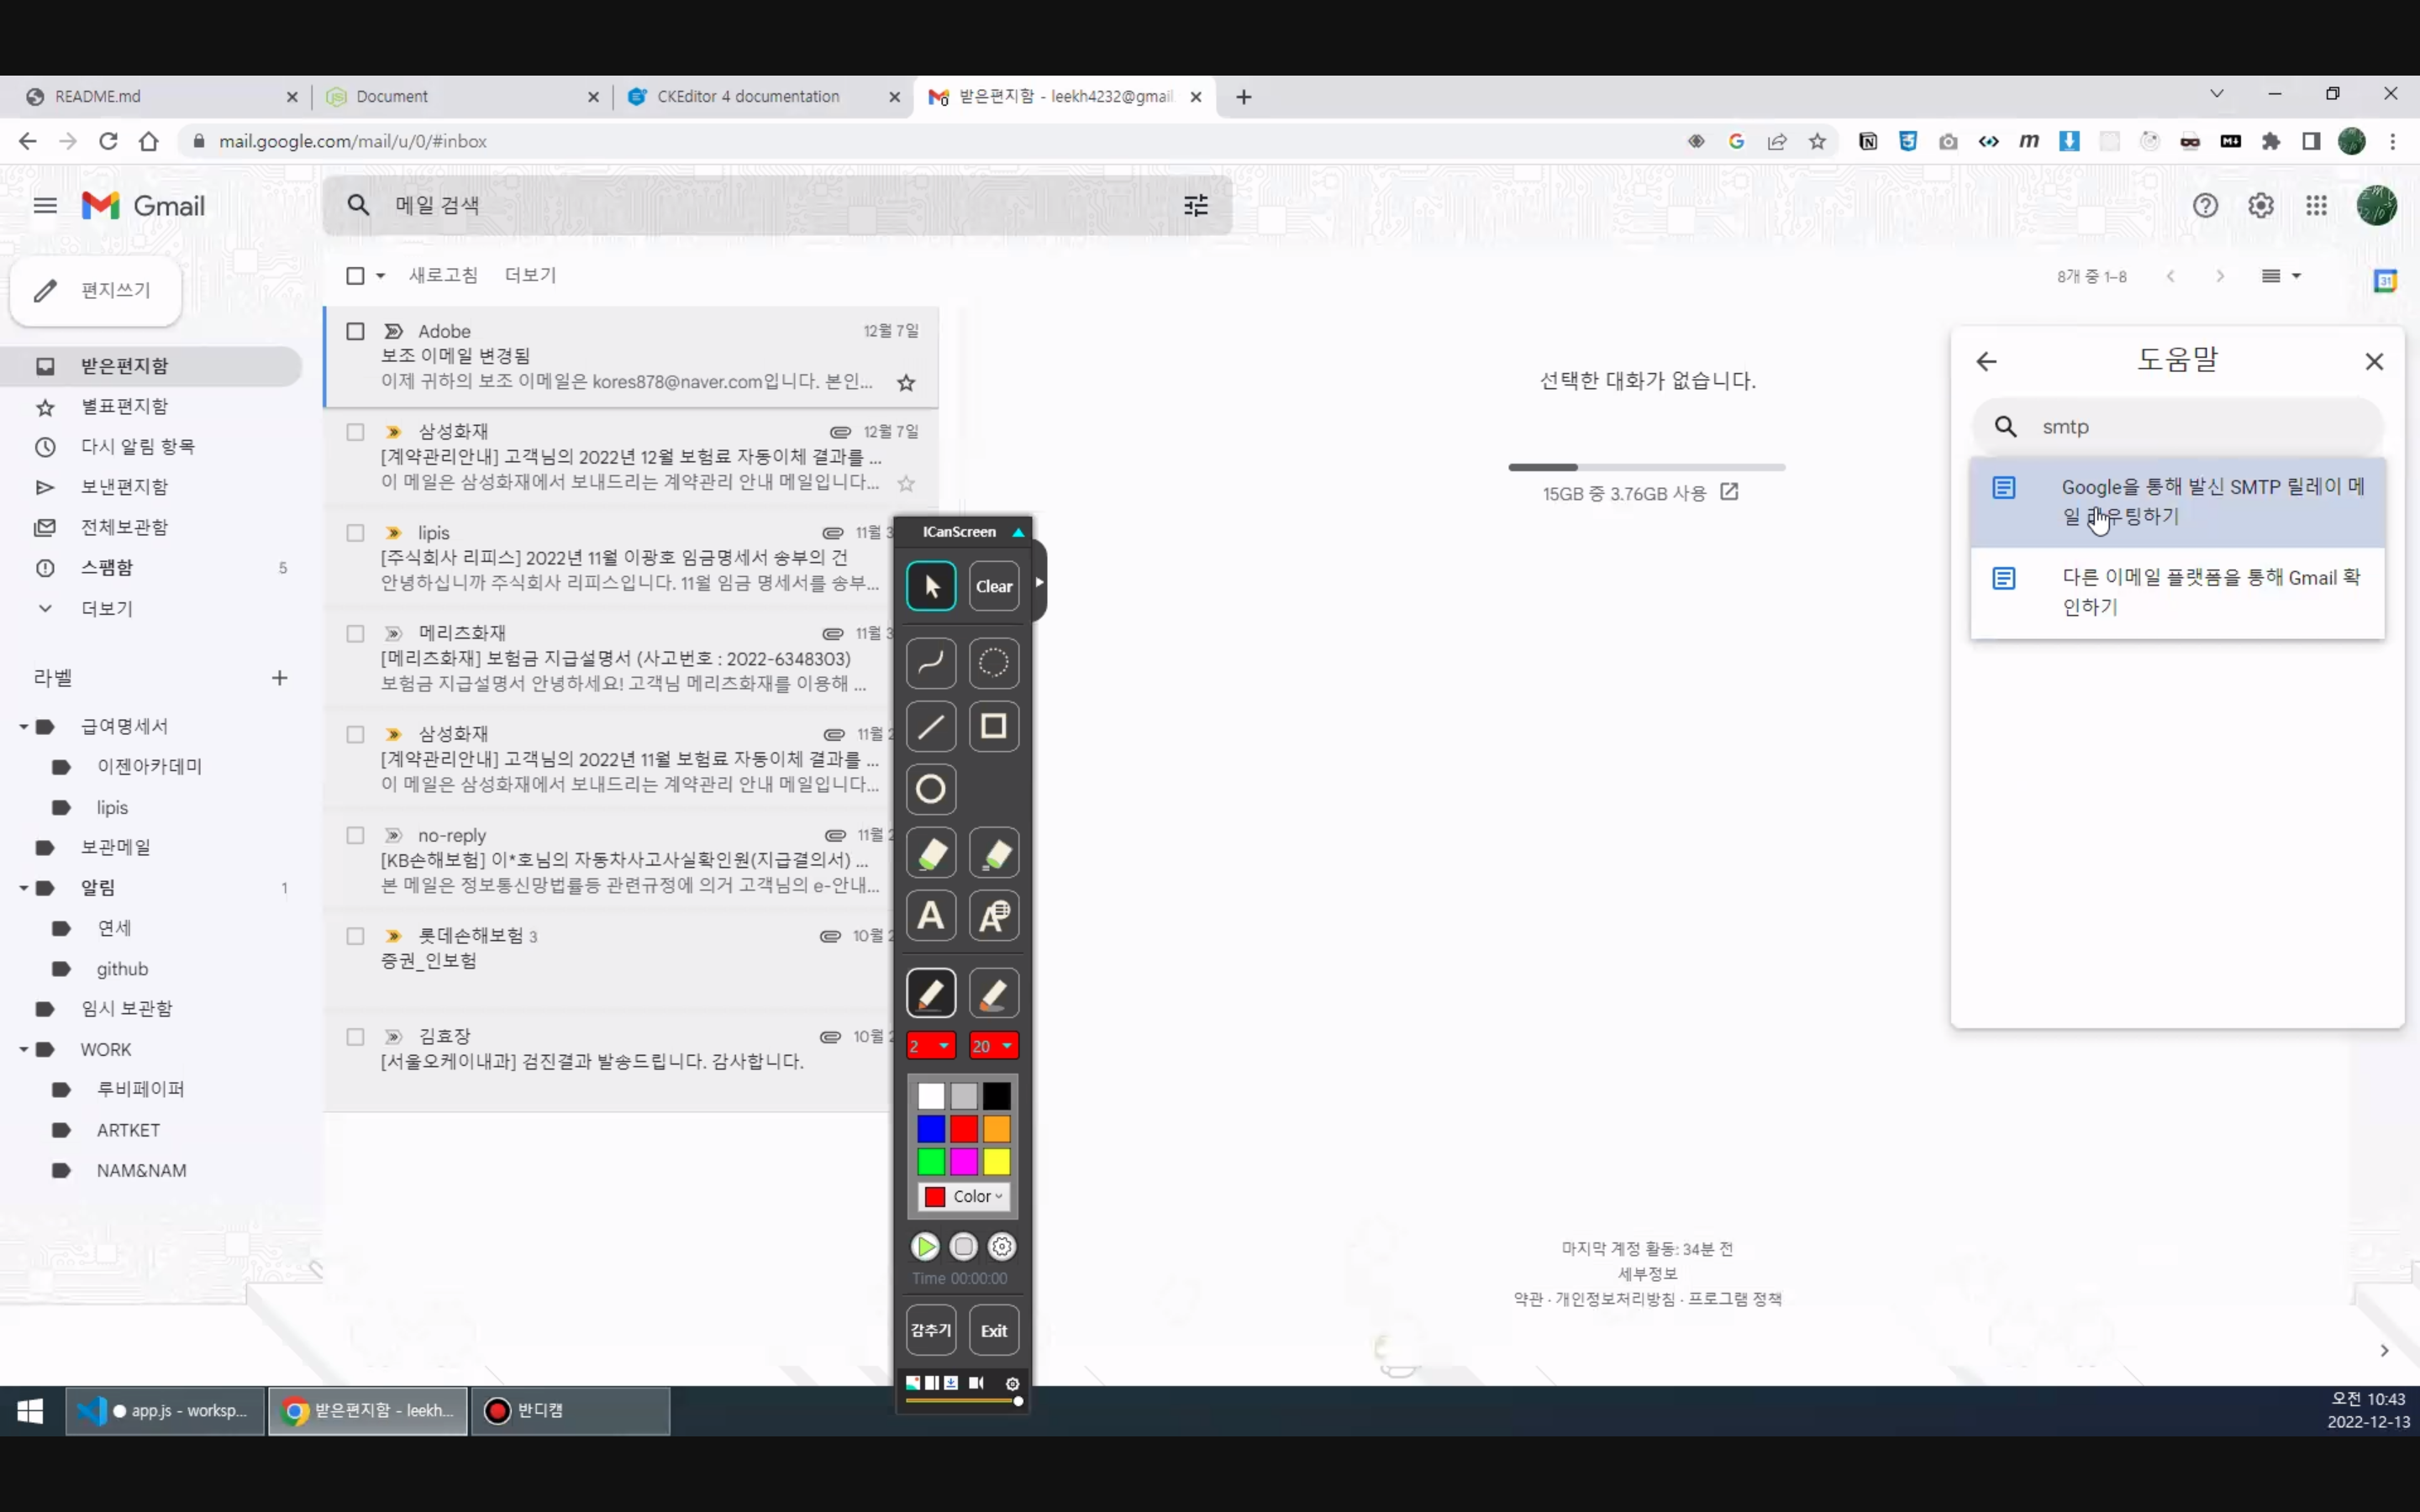 README.md
Document
CKEditor 4 documentation
받은편지함 - leekh4232@gmail
mail.google.com/mail/u/0/#inbox
Gmail
메일 검색
편지쓰기
새로고침
더보기
8개 중 1–8
받은편지함
별표편지함
다시 알림 항목
보낸편지함
전체보관함
스팸함 5
더보기
라벨
급여명세서
이젠아카데미
lipis
보관메일
알림 1
연세
github
임시 보관함
WORK
루비페이퍼
ARTKET
NAM&NAM
Adobe 12월 7일
보조 이메일 변경됨
이제 귀하의 보조 이메일은 kores878@naver.com입니다. 본인...
삼성화재 12월 7일
[계약관리안내] 고객님의 2022년 12월 보험료 자동이체 결과를 ...
이 메일은 삼성화재에서 보내드리는 계약관리 안내 메일입니다...
lipis 11월 3
[주식회사 리피스] 2022년 11월 이광호 임금명세서 송부의 건
안녕하십니까 주식회사 리피스입니다. 11월 임금 명세서를 송부...
메리츠화재 11월 3
[메리츠화재] 보험금 지급설명서 (사고번호 : 2022-6348303)
보험금 지급설명서 안녕하세요! 고객님 메리츠화재를 이용해 ...
삼성화재 11월 2
[계약관리안내] 고객님의 2022년 11월 보험료 자동이체 결과를 ...
이 메일은 삼성화재에서 보내드리는 계약관리 안내 메일입니다...
no-reply 11월 2
[KB손해보험] 이*호님의 자동차사고사실확인원(지급결의서) ...
본 메일은 정보통신망법률등 관련규정에 의거 고객님의 e-안내...
롯데손해보험 3 10월 2
증권_인보험
김효장 10월 2
[서울오케이내과] 검진결과 발송드립니다. 감사합니다.
ICanScreen
Clear
A
A
2 20
Color
Time 00:00:00
감추기 Exit
선택한 대화가 없습니다.
15GB 중 3.76GB 사용
마지막 계정 활동: 34분 전
세부정보
약관 · 개인정보처리방침 · 프로그램 정책
31
도움말
smtp
Google을 통해 발신 SMTP 릴레이 메
일 라우팅하기
다른 이메일 플랫폼을 통해 Gmail 확
인하기
app.js - worksp...
받은편지함 - leekh...
반디캠
오전 10:43
2022-12-13